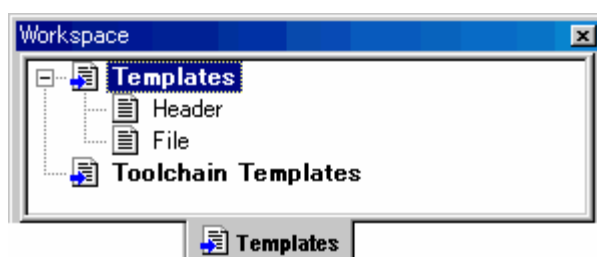 Workspace
Templates
Header
File
Toolchain Templates
Templates